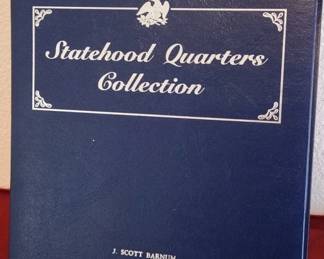 Statehood Quarters
Collection
J. SCOTT BARNUM